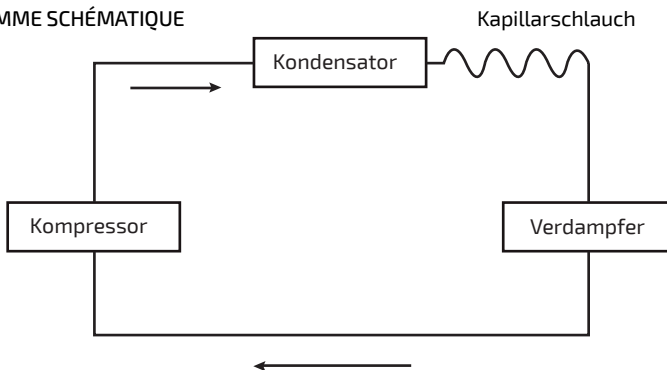 MME SCHÉMATIQUE
Kapillarschlauch
Kondensator
Kompressor
Verdampfer